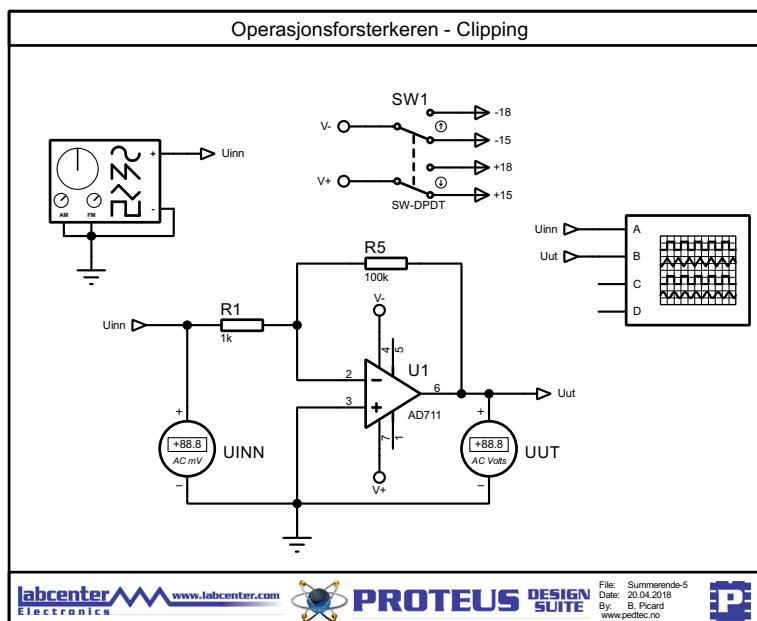 Operasjonsforsterkeren - Clipping
SW1
-18
V-
-15
+18
V+
+15
SW-DPDT
+
Uinn
-
AM FM
R5
100k
Uinn
A
Uut
B
C
D
V-
R1
Uinn
1k
4
5
U1
2
6
3
AD711
Uut
7
1
V+
+
+88.8
AC mV
−
UINN
+
+88.8
AC Volts
−
UUT
labcenter
Electronics
www.labcenter.com
PROTEUS DESIGN SUITE
File: Summerende-5
Date: 20.04.2018
By: B. Picard
www.pedtec.no
P